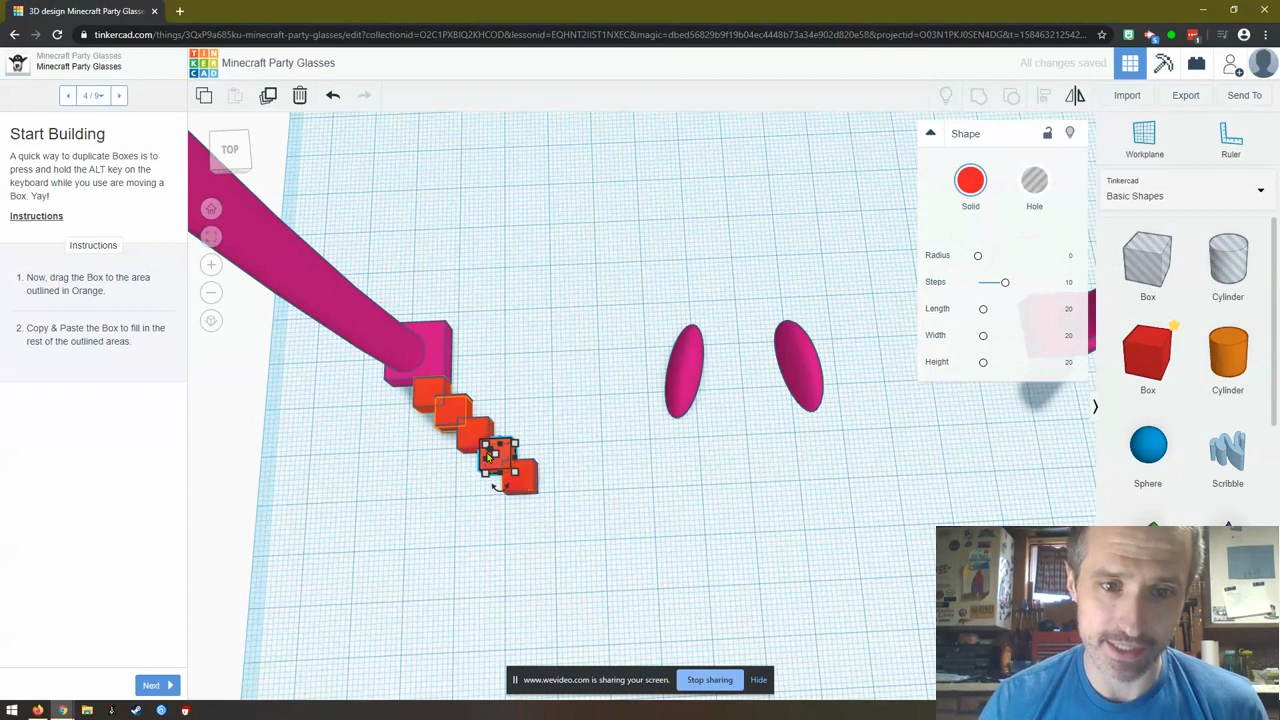 3D design Minecraft Party Glasses
tinkercad.com/things/3QxP9a685ku-minecraft-party-glasses/edit?collectionid=O2C1PXBIQ2KHCOD&lessonid=EQHNT2IIST1NXEC&magic=dbed56829b9f19b04ec4448b73a34e902d820e58&projectid=O03N1PKJ0SEN4DG&t=158463215242...
Minecraft Party Glasses
Minecraft Party Glasses
TIN
KER
CAD
Minecraft Party Glasses
All changes saved
4 / 9
Import
Export
Send To
Start Building
A quick way to duplicate Boxes is to
press and hold the ALT key on the
keyboard while you use are moving a
Box. Yay!
Instructions
Instructions
1. Now, drag the Box to the area
outlined in Orange.
2. Copy & Paste the Box to fill in the
rest of the outlined areas.
Next
TOP
Shape
Solid
Hole
Radius 0
Steps 10
Length 20
Width 20
Height 20
Workplane
Ruler
Tinkercad
Basic Shapes
Box
Cylinder
Box
Cylinder
Sphere
Scribble
www.wevideo.com is sharing your screen.
Stop sharing
Hide